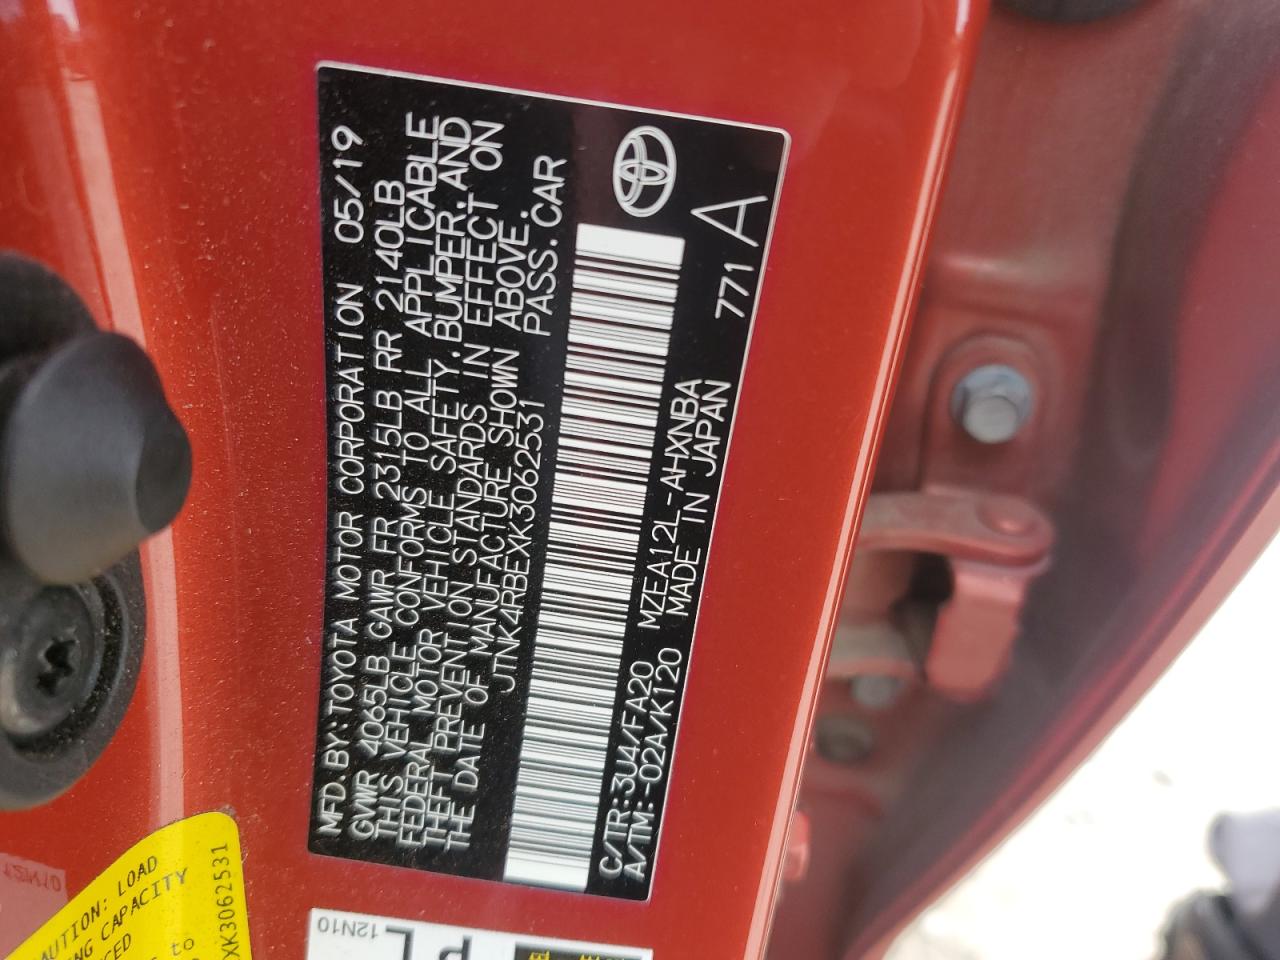 MFD. BY: TOYOTA MOTOR CORPORATION 05/19
GVWR 4065LB GAWR FR 2315LB RR 2140LB
THIS VEHICLE CONFORMS TO ALL APPLICABLE
FEDERAL MOTOR VEHICLE SAFETY, BUMPER, AND
THEFT PREVENTION STANDARDS IN EFFECT ON
THE DATE OF MANUFACTURE SHOWN ABOVE.
JTNK4RBEXK3062531 PASS. CAR
C/TR: 3U4/FA20 MZEA12L-AHXNBA
A/TM: -02A/K120 MADE IN JAPAN 771 A
CAUTION: LOAD
CAPACITY
to
XK3062531
12N10